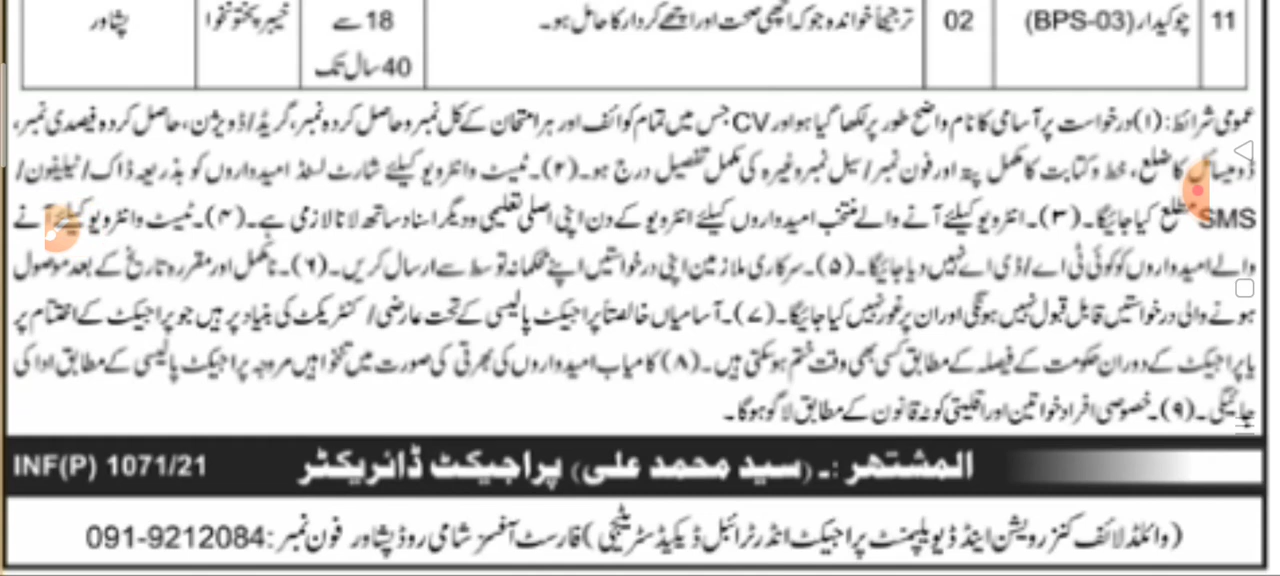 11 چوکیدار (BPS-03) 02 ترجیحاً خواندہ جو کہ اچھی صحت اور اچھے کردار کا حامل ہو۔ 18 سے 40 سال تک خیبر پختونخوا پشاور
عمومی شرائط: (۱) درخواست پر آسامی کا نام واضح طور پر لکھا گیا ہو اور CV جس میں تمام کوائف اور ہر امتحان کے کل نمبر و حاصل کردہ نمبر، گریڈ/ڈویژن، حاصل کردہ فیصدی نمبر،
ڈومیسائل کا ضلع، خط و کتابت کا مکمل پتہ اور فون نمبر/سیل نمبر وغیرہ کی مکمل تفصیل درج ہو۔ (۲)۔ ٹیسٹ و انٹرویو کیلئے شارٹ لسٹڈ امیدواروں کو بذریعہ ڈاک/ٹیلیفون/
SMS مطلع کیا جائیگا۔ (۳)۔ انٹرویو کیلئے آنے والے منتخب امیدواروں کیلئے انٹرویو کے دن اپنی اصلی تعلیمی و دیگر اسناد ساتھ لانا لازمی ہے۔ (۴)۔ ٹیسٹ و انٹرویو کیلئے آنے
والے امیدواروں کو کوئی ٹی اے/ڈی اے نہیں دیا جائیگا۔ (۵)۔ سرکاری ملازمین اپنی درخواستیں اپنے محکمانہ توسط سے ارسال کریں۔ (۶)۔ نامکمل اور مقررہ تاریخ کے بعد موصول
ہونے والی درخواستیں قابل قبول نہیں ہونگی اور ان پر غور نہیں کیا جائیگا۔ (۷)۔ آسامیاں خالصتاً پراجیکٹ پالیسی کے تحت عارضی/کنٹریکٹ کی بنیاد پر ہیں جو پراجیکٹ کے اختتام پر
یا پراجیکٹ کے دوران حکومت کے فیصلہ کے مطابق کسی بھی وقت ختم ہو سکتی ہیں۔ (۸) کامیاب امیدواروں کی بھرتی کی صورت میں تنخواہیں مروجہ پراجیکٹ پالیسی کے مطابق ادا کی
جائیگی۔ (۹)۔ خصوصی افراد خواتین اور اقلیتی کوٹہ قانون کے مطابق لاگو ہوگا۔
المشتہر :۔ (سید محمد علی) پراجیکٹ ڈائریکٹر INF(P) 1071/21
(وائلڈ لائف کنزرویشن اینڈ ڈیویلپمنٹ پراجیکٹ انڈر ٹرائبل ڈیکیڈ سٹریٹجی) فارسٹ آفسز شامی روڈ پشاور فون نمبر: 091-9212084